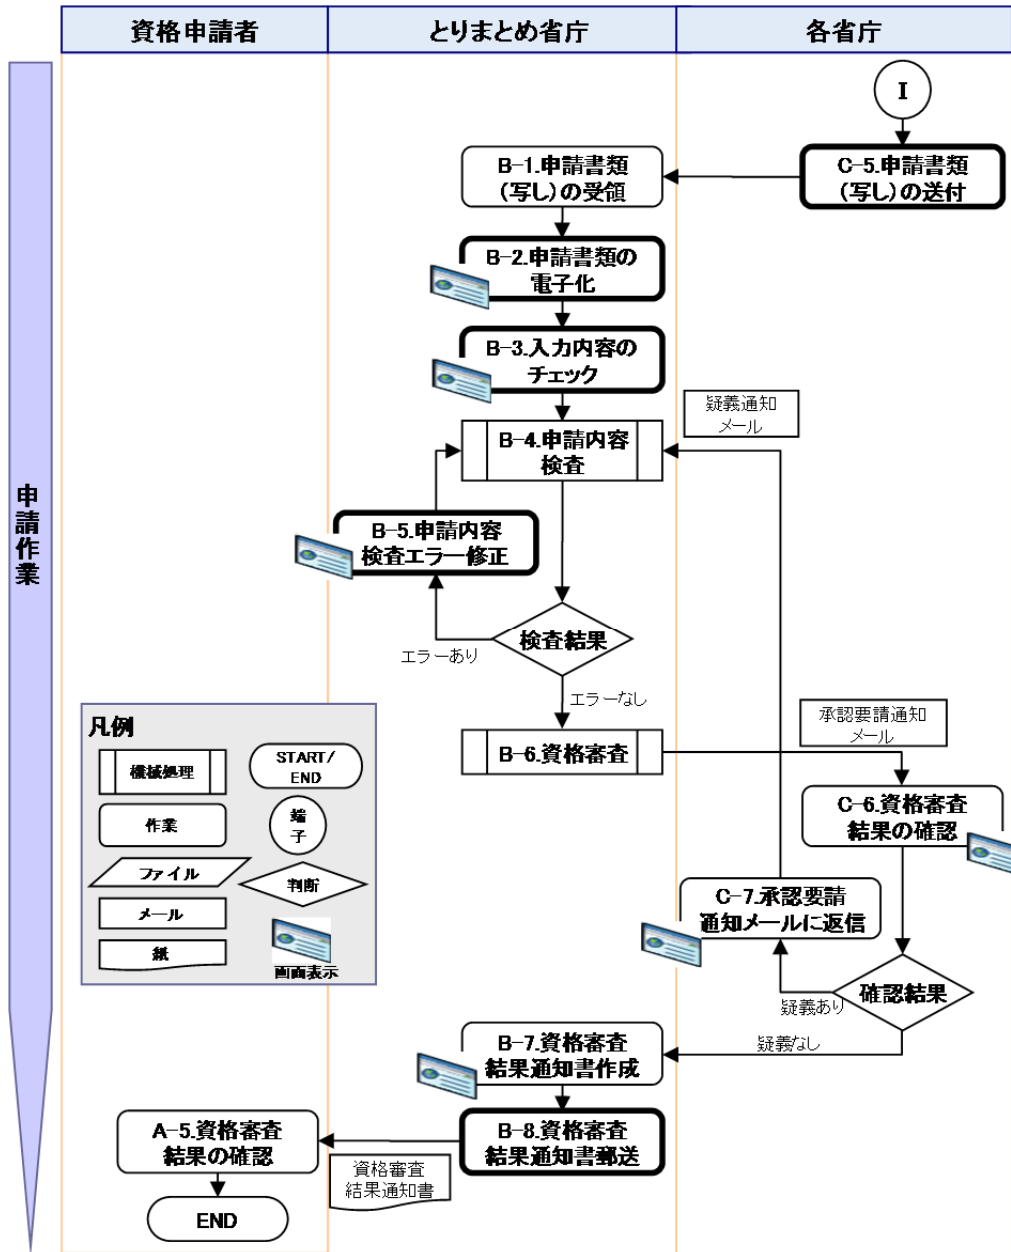 資格申請者
とりまとめ省庁
各省庁
申請作業
I
C-5.申請書類
(写し)の送付
B-1.申請書類
(写し)の受領
B-2.申請書類の
電子化
B-3.入力内容の
チェック
疑義通知
メール
B-4.申請内容
検査
B-5.申請内容
検査エラー修正
検査結果
エラーあり
エラーなし
承認要請通知
メール
B-6.資格審査
C-6.資格審査
結果の確認
C-7.承認要請
通知メールに返信
確認結果
疑義あり
疑義なし
B-7.資格審査
結果通知書作成
B-8.資格審査
結果通知書郵送
資格審査
結果通知書
A-5.資格審査
結果の確認
END
凡例
機械処理
START/
END
作業
端
子
ファイル
判断
メール
紙
画面表示